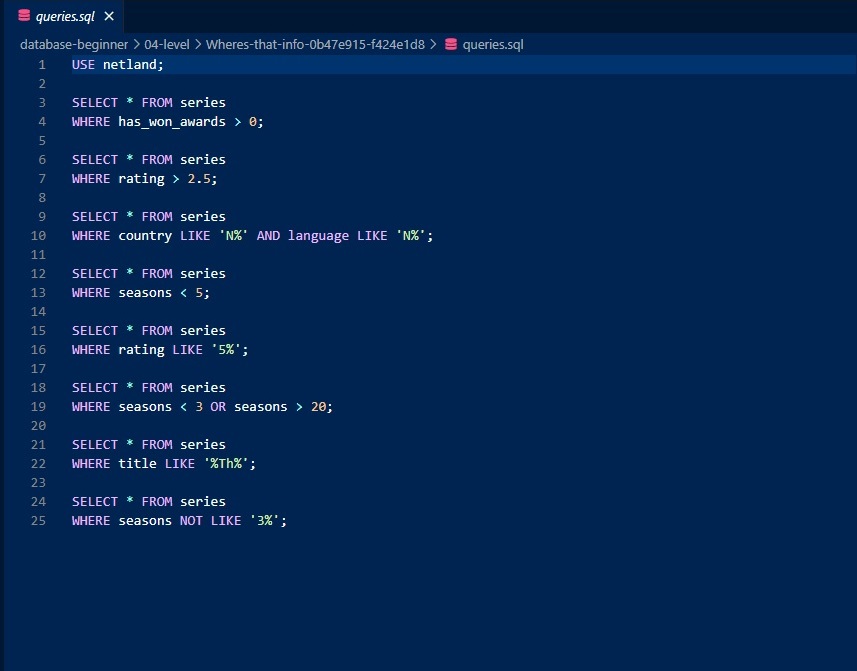 queries.sql
database-beginner > 04-level > Wheres-that-info-0b47e915-f424e1d8 > queries.sql
1 USE netland;
2
3 SELECT * FROM series
4 WHERE has_won_awards > 0;
5
6 SELECT * FROM series
7 WHERE rating > 2.5;
8
9 SELECT * FROM series
10 WHERE country LIKE 'N%' AND language LIKE 'N%';
11
12 SELECT * FROM series
13 WHERE seasons < 5;
14
15 SELECT * FROM series
16 WHERE rating LIKE '5%';
17
18 SELECT * FROM series
19 WHERE seasons < 3 OR seasons > 20;
20
21 SELECT * FROM series
22 WHERE title LIKE '%Th%';
23
24 SELECT * FROM series
25 WHERE seasons NOT LIKE '3%';